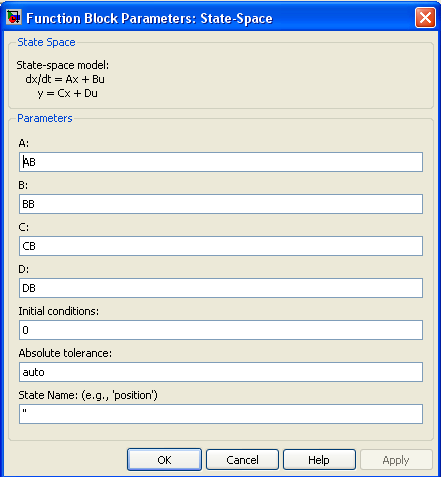 Function Block Parameters: State-Space
State Space
State-space model:
dx/dt = Ax + Bu
y = Cx + Du
Parameters
A:
AB
B:
BB
C:
CB
D:
DB
Initial conditions:
0
Absolute tolerance:
auto
State Name: (e.g., 'position')
''
OK Cancel Help Apply